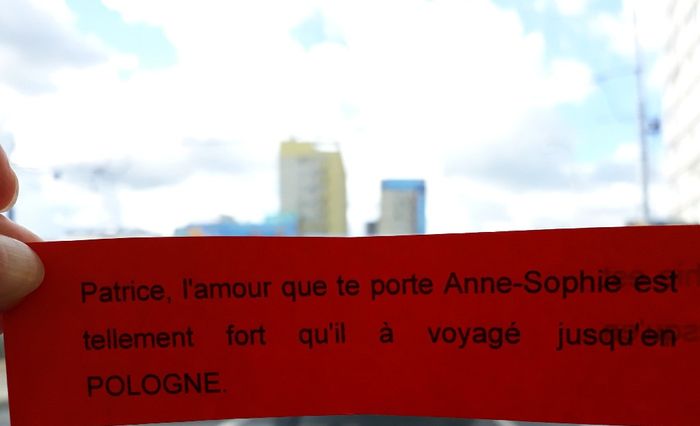 Patrice, l'amour que te porte Anne-Sophie est
tellement fort qu'il à voyagé jusqu'en
POLOGNE.